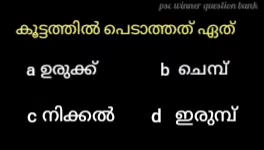 psc winner question bank
കൂട്ടത്തിൽ പെടാത്തത് ഏത്
a ഉരുക്ക് b ചെമ്പ്
c നിക്കൽ d ഇരുമ്പ്